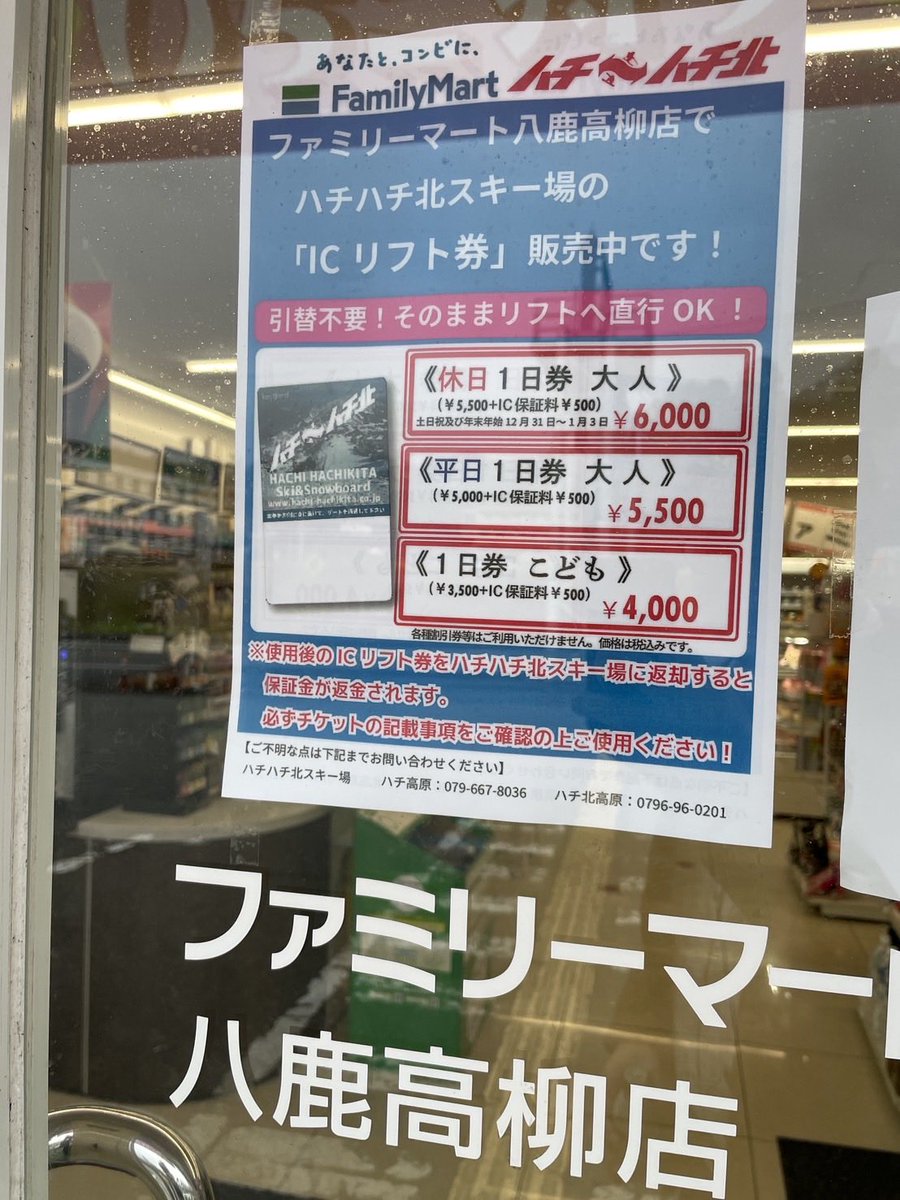 あなたと、コンビに、
FamilyMart ハチ〜ハチ北
ファミリーマート八鹿高柳店で
ハチハチ北スキー場の
「IC リフト券」販売中です！
引替不要！そのままリフトへ直行 OK ！
ハチ〜ハチ北
HACHI HACHIKITA
Ski&Snowboard
www.hachi-hachikita.co.jp
《休日１日券 大人》
（￥5,500+IC 保証料￥500）
土日祝及び年末年始 12 月 31 日～ 1 月 3 日 ￥6,000
《平日１日券 大人》
（￥5,000+IC 保証料￥500）
￥5,500
《１日券 こども》
（￥3,500+IC 保証料￥500）
￥4,000
各種割引券等はご利用いただけません。価格は税込みです。
※使用後の IC リフト券をハチハチ北スキー場に返却すると
保証金が返金されます。
必ずチケットの記載事項をご確認の上ご使用ください！
【ご不明な点は下記までお問い合わせください】
ハチハチ北スキー場 ハチ高原：079-667-8036 ハチ北高原：0796-96-0201
ファミリーマー
八鹿高柳店